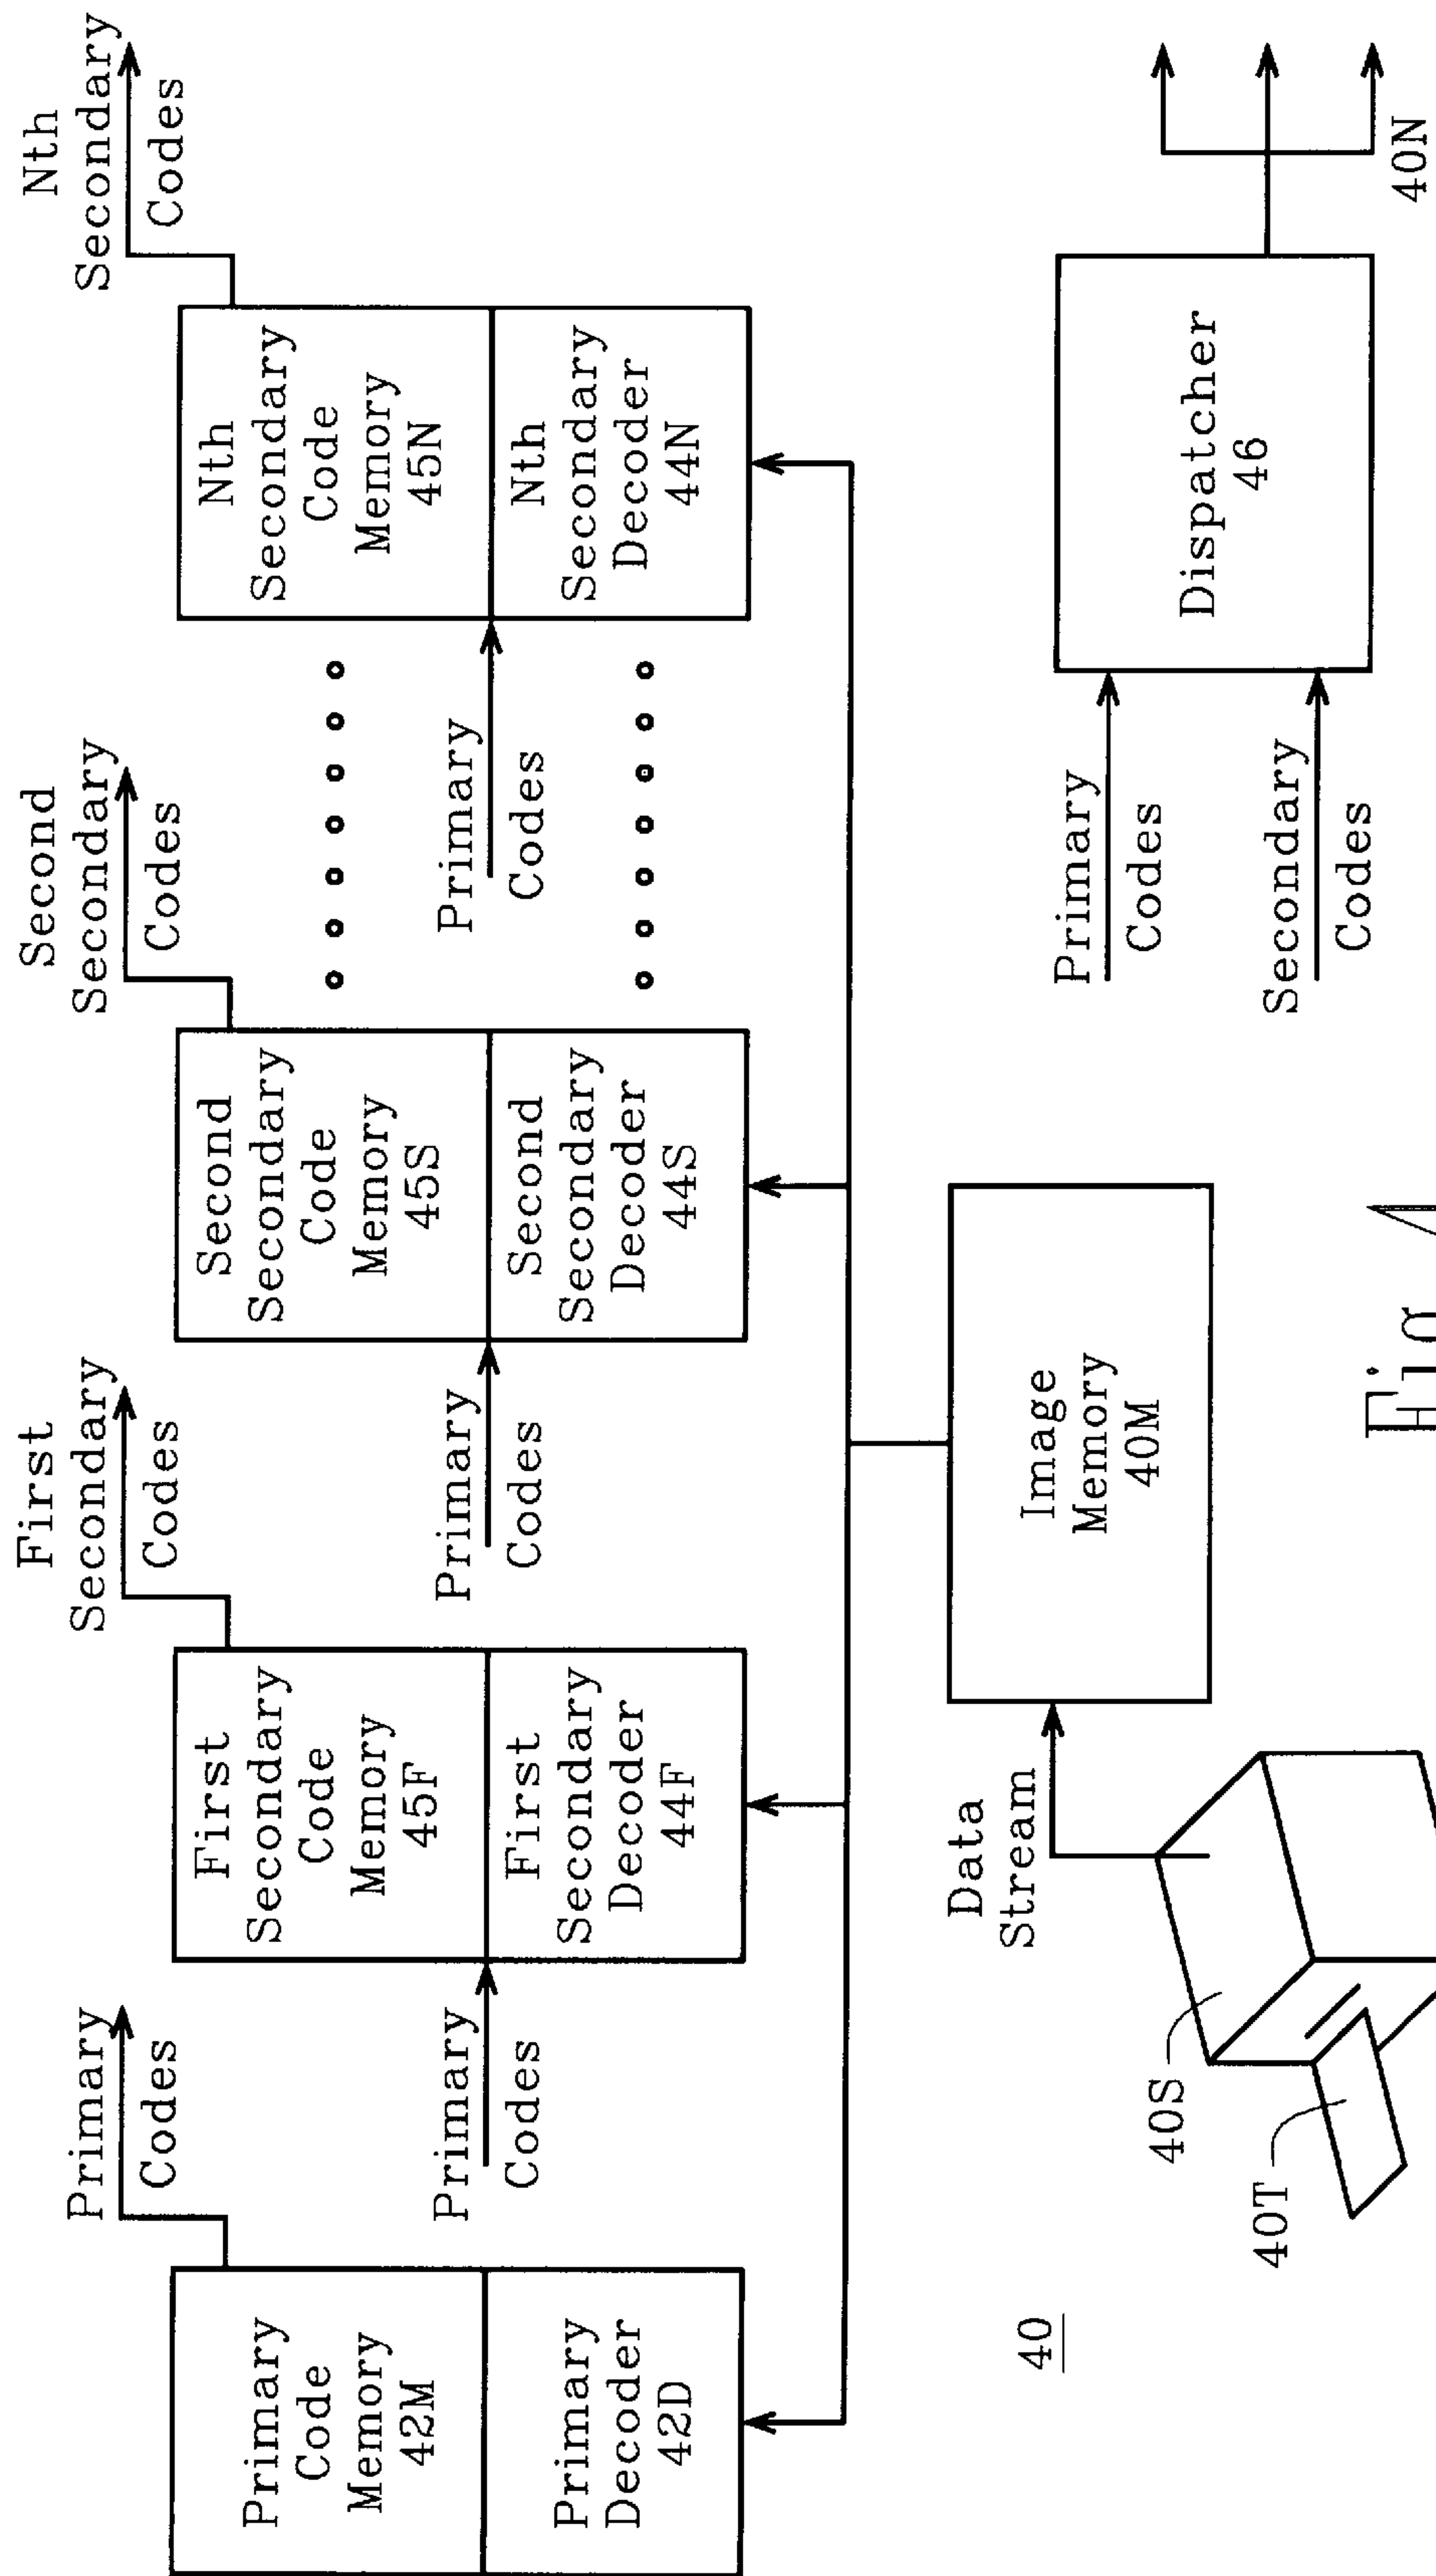 Primary
Codes
First
Secondary
Codes
Second
Secondary
Codes
Nth
Secondary
Codes
Primary
Code
Memory
42M
Primary
Decoder
42D
Primary
Codes
First
Secondary
Code
Memory
45F
First
Secondary
Decoder
44F
Primary
Codes
Second
Secondary
Code
Memory
45S
Second
Secondary
Decoder
44S
Primary
Codes
Nth
Secondary
Code
Memory
45N
Nth
Secondary
Decoder
44N
40
40S
40T
Data
Stream
Image
Memory
40M
Primary
Codes
Secondary
Codes
Dispatcher
46
40N
Fig